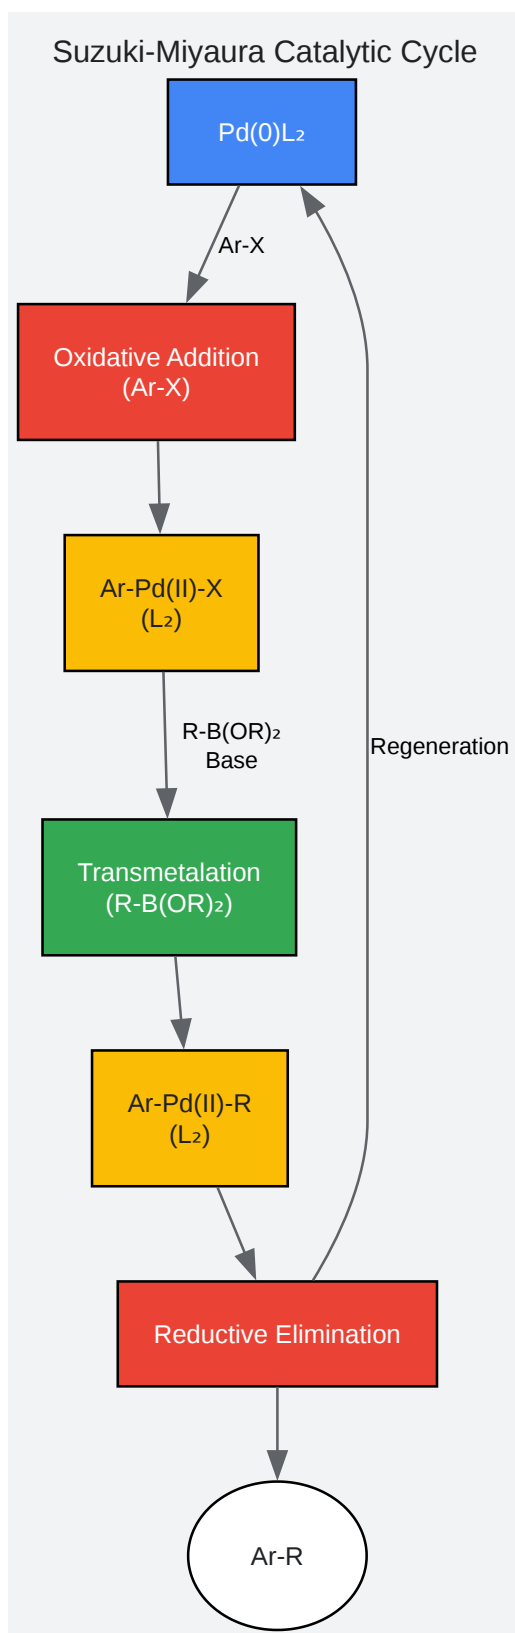 Suzuki-Miyaura Catalytic Cycle
Pd(0)L₂
Ar-X
Oxidative Addition
(Ar-X)
Ar-Pd(II)-X
(L₂)
R-B(OR)₂
Base
Regeneration
Transmetalation
(R-B(OR)₂)
Ar-Pd(II)-R
(L₂)
Reductive Elimination
Ar-R